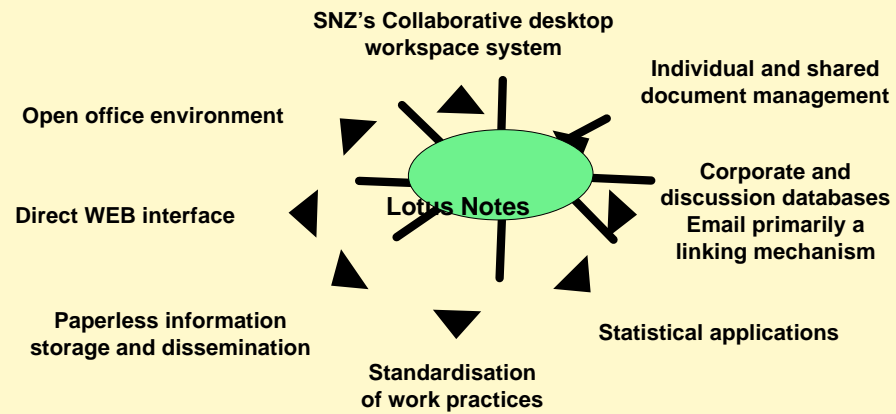 SNZ's Collaborative desktop
workspace system
Individual and shared
document management
Open office environment
Corporate and
discussion databases
Email primarily a
linking mechanism
Lotus Notes
Direct WEB interface
Paperless information
storage and dissemination
Statistical applications
Standardisation
of work practices